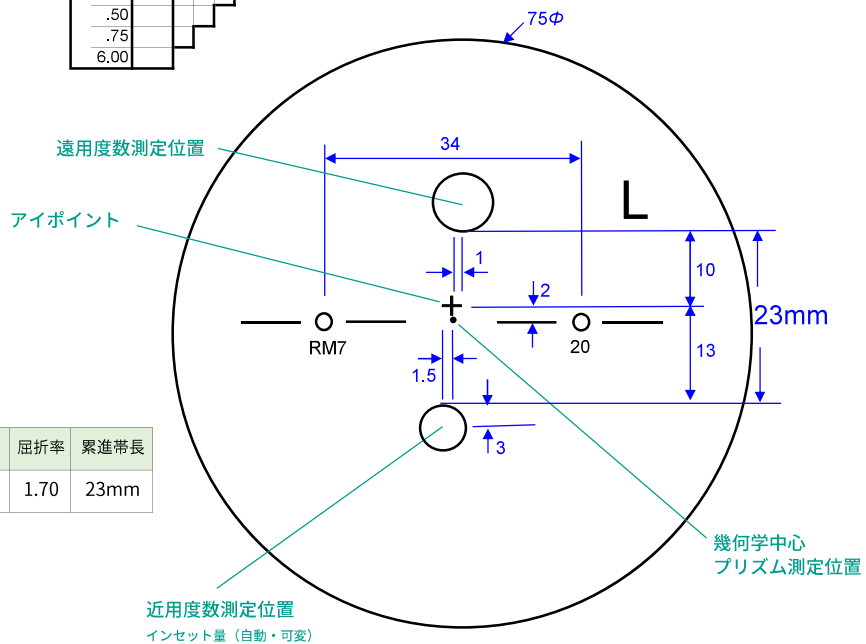 .50
.75
6.00
75Φ
遠用度数測定位置
34
L
アイポイント
1
10
2
23mm
RM7
20
13
1.5
3
屈折率
累進帯長
1.70
23mm
幾何学中心
プリズム測定位置
近用度数測定位置
インセット量（自動・可変）